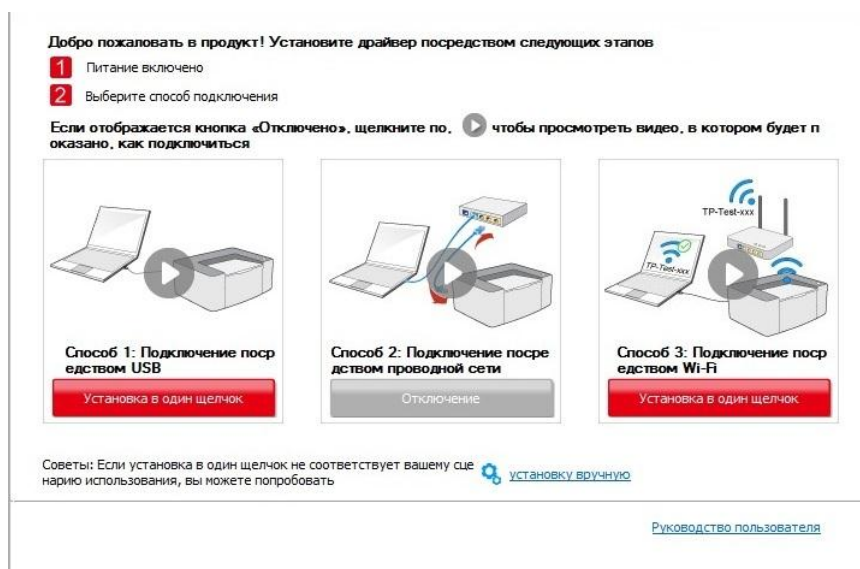 Добро пожаловать в продукт! Установите драйвер посредством следующих этапов
1 Питание включено
2 Выберите способ подключения
Если отображается кнопка «Отключено», щелкните по, чтобы просмотреть видео, в котором будет п
оказано, как подключиться
TP-Test-xxx
TP-Test-xxx
Способ 1: Подключение поср
едством USB
Установка в один щелчок
Способ 2: Подключение посре
дством проводной сети
Отключение
Способ 3: Подключение поср
едством Wi-Fi
Установка в один щелчок
Советы: Если установка в один щелчок не соответствует вашему сце
нарию использования, вы можете попробовать
установку вручную
Руководство пользователя